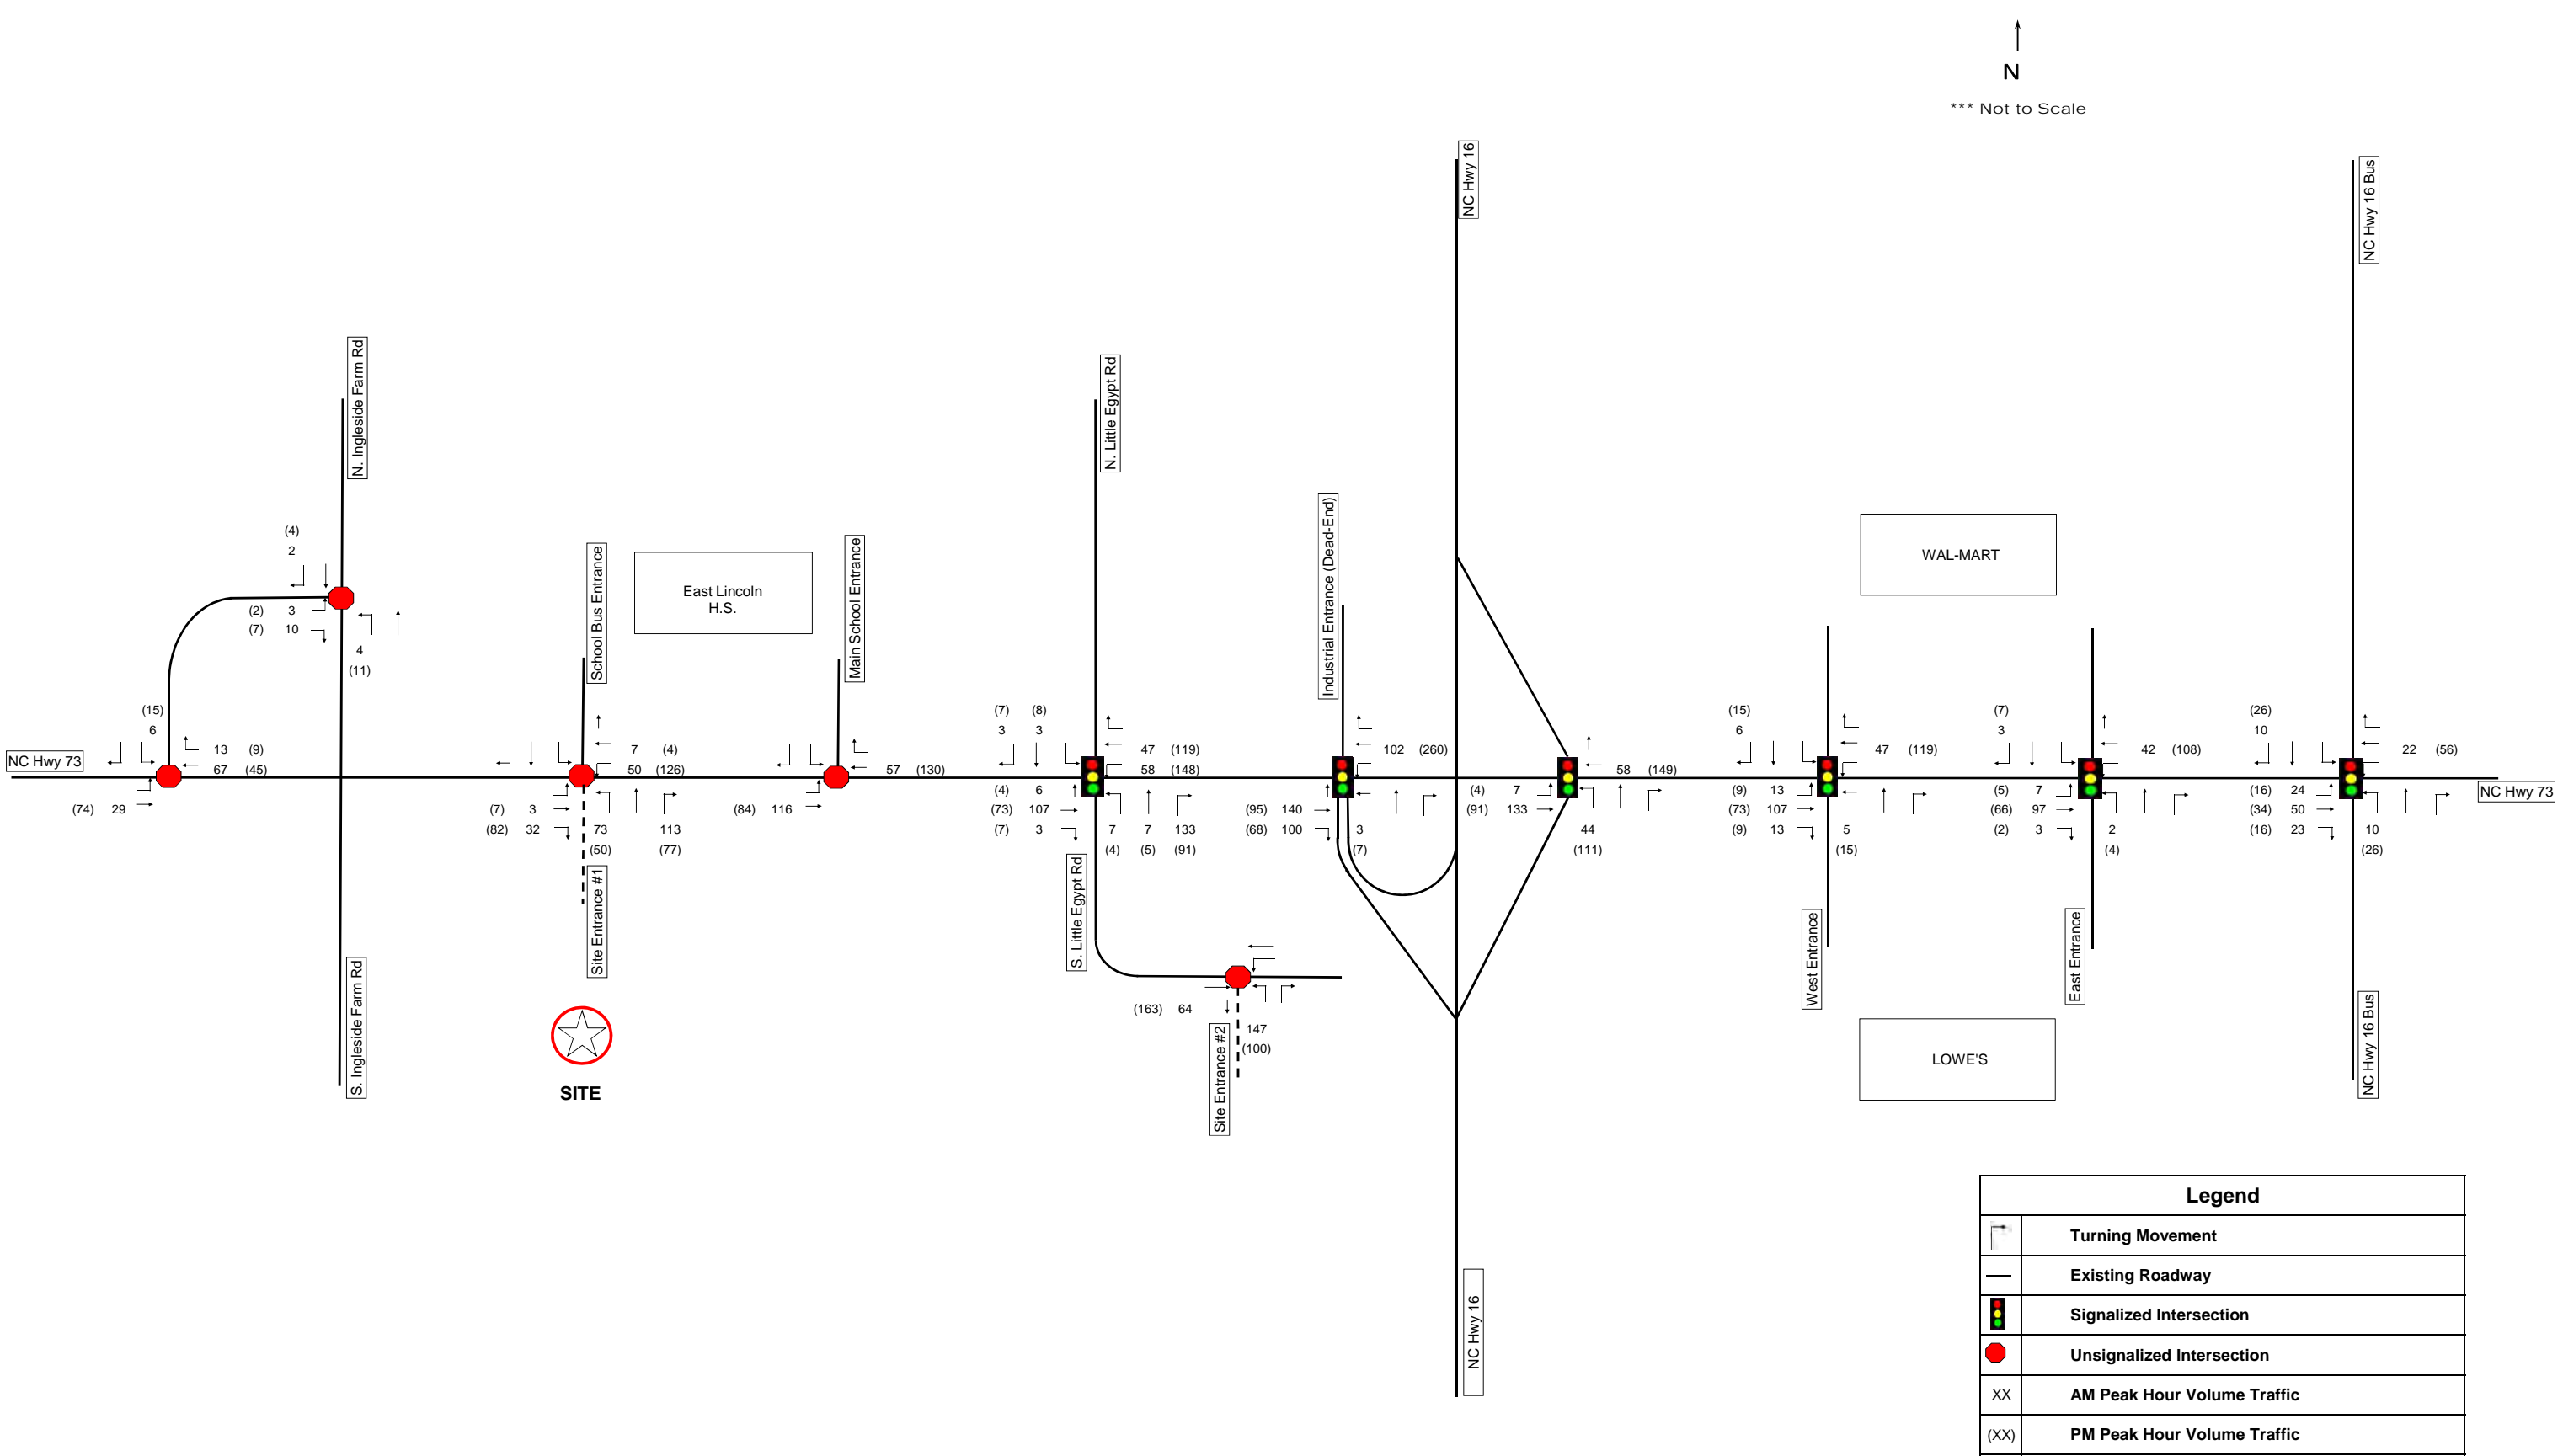 N
*** Not to Scale
NC Hwy 16
NC Hwy 16 Bus
N. Ingleside Farm Rd
N. Little Egypt Rd
Industrial Entrance (Dead-End)
WAL-MART
(4)
2
School Bus Entrance
East Lincoln
H.S.
Main School Entrance
(2) 3
(7) 10
4
(11)
(15)
6
13 (9)
67 (45)
NC Hwy 73
(74) 29
7 (4)
50 (126)
(7) 3
(82) 32
73
(50)
113
(77)
57 (130)
(84) 116
(7) (8)
3 3
47 (119)
58 (148)
(4) 6
(73) 107
(7) 3
7 7 133
(4) (5) (91)
102 (260)
(95) 140
(68) 100
3
(7)
58 (149)
(4) 7
(91) 133
44
(111)
(15)
6
47 (119)
(9) 13
(73) 107
(9) 13
5
(15)
(7)
3
42 (108)
(5) 7
(66) 97
(2) 3
2
(4)
(26)
10
22 (56)
(16) 24
(34) 50
(16) 23
10
(26)
NC Hwy 73
Site Entrance #1
S. Little Egypt Rd
West Entrance
East Entrance
S. Ingleside Farm Rd
SITE
(163) 64
147
(100)
Site Entrance #2
LOWE'S
NC Hwy 16 Bus
NC Hwy 16
Legend
Turning Movement
Existing Roadway
Signalized Intersection
Unsignalized Intersection
XX AM Peak Hour Volume Traffic
(XX) PM Peak Hour Volume Traffic